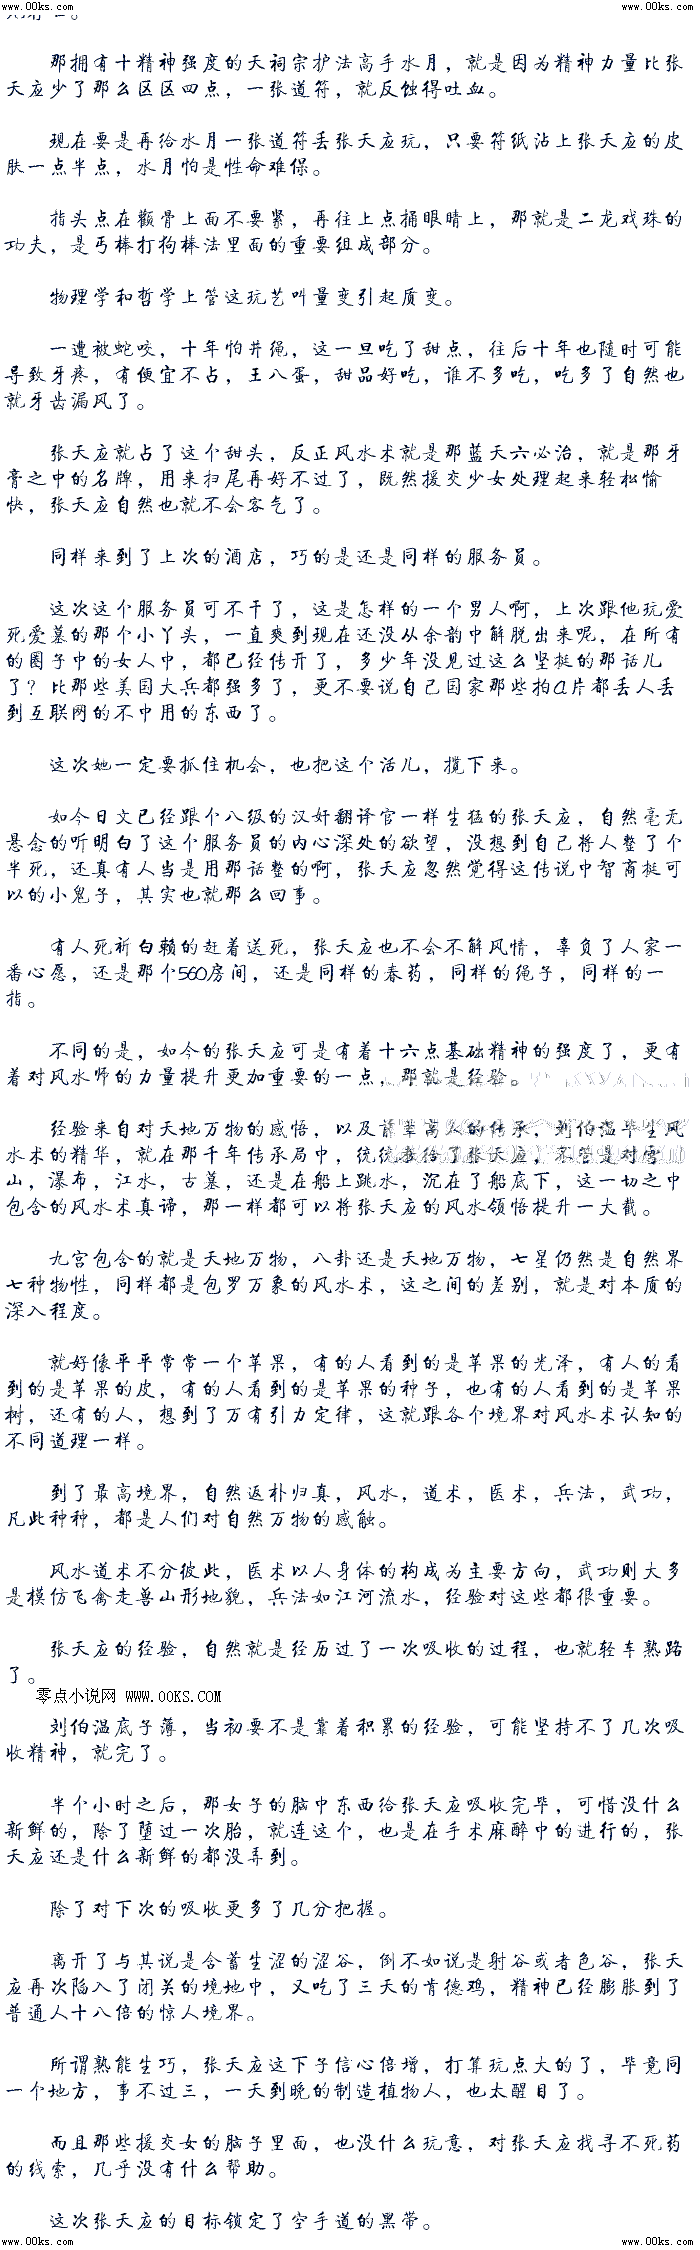 www.00ks.com www.00ks.com
那拥有十精神强度的天祠宗护法高手水月，就是因为精神力量比张
天应少了那么区区四点，一张道符，就反蚀得吐血。
现在要是再给水月一张道符丢张天应玩，只要符纸沾上张天应的皮
肤一点半点，水月怕是性命难保。
指头点在颧骨上面不要紧，再往上点捅眼睛上，那就是二龙戏珠的
功夫，是丐棒打狗棒法里面的重要组成部分。
物理学和哲学上管这玩艺叫量变引起质变。
一遭被蛇咬，十年怕井绳，这一旦吃了甜点，往后十年也随时可能
导致牙疼，有便宜不占，王八蛋，甜品好吃，谁不多吃，吃多了自然也
就牙齿漏风了。
张天应就占了这个甜头，反正风水术就是那蓝天六必治，就是那牙
膏之中的名牌，用来扫尾再好不过了，既然援交少女处理起来轻松愉
快，张天应自然也就不会客气了。
同样来到了上次的酒店，巧的是还是同样的服务员。
这次这个服务员可不干了，这是怎样的一个男人啊，上次跟他玩爱
死爱墓的那个小丫头，一直爽到现在还没从余韵中解脱出来呢，在所有
的圈子中的女人中，都已经传开了，多少年没见过这么坚挺的那话儿
了？比那些美国大兵都强多了，更不要说自己国家那些拍a片都丢人丢
到互联网的不中用的东西了。
这次她一定要抓住机会，也把这个活儿，揽下来。
如今日文已经跟个八级的汉奸翻译官一样生猛的张天应，自然毫无
悬念的听明白了这个服务员的内心深处的欲望，没想到自己将人整了个
半死，还真有人当是用那话整的啊，张天应忽然觉得这传说中智商挺可
以的小鬼子，其实也就那么回事。
有人死祈白赖的赶着送死，张天应也不会不解风情，辜负了人家一
番心愿，还是那个560房间，还是同样的春药，同样的绳子，同样的一
指。
不同的是，如今的张天应可是有着十六点基础精神的强度了，更有
着对风水师的力量提升更加重要的一点，那就是经验。
经验来自对天地万物的感悟，以及前辈高人的传承，刘伯温毕生风
水术的精华，就在那千年传承局中，统统教给了张天应，不管是对雪
山，瀑布，江水，古墓，还是在船上跳水，沉在了船底下，这一切之中
包含的风水术真谛，那一样都可以将张天应的风水领悟提升一大截。
九宫包含的就是天地万物，八卦还是天地万物，七星仍然是自然界
七种物性，同样都是包罗万象的风水术，这之间的差别，就是对本质的
深入程度。
就好像平平常常一个苹果，有的人看到的是苹果的光泽，有人的看
到的是苹果的皮，有的人看到的是苹果的种子，也有的人看到的是苹果
树，还有的人，想到了万有引力定律，这就跟各个境界对风水术认知的
不同道理一样。
到了最高境界，自然返朴归真，风水，道术，医术，兵法，武功，
凡此种种，都是人们对自然万物的感触。
风水道术不分彼此，医术以人身体的构成为主要方向，武功则大多
是模仿飞禽走兽山形地貌，兵法如江河流水，经验对这些都很重要。
张天应的经验，自然就是经历过了一次吸收的过程，也就轻车熟路
了。
零点小说网 www.00KS.COM
刘伯温底子薄，当初要不是靠着积累的经验，可能坚持不了几次吸
收精神，就完了。
半个小时之后，那女子的脑中东西给张天应吸收完毕，可惜没什么
新鲜的，除了堕过一次胎，就连这个，也是在手术麻醉中的进行的，张
天应还是什么新鲜的都没弄到。
除了对下次的吸收更多了几分把握。
离开了与其说是含蓄生涩的涩谷，倒不如说是射谷或者色谷，张天
应再次陷入了闭关的境地中，又吃了三天的肯德鸡，精神已经膨胀到了
普通人十八倍的惊人境界。
所谓熟能生巧，张天应这下子信心倍增，打算玩点大的了，毕竟同
一个地方，事不过三，一天到晚的制造植物人，也太醒目了。
而且那些援交女的脑子里面，也没什么玩意，对张天应找寻不死药
的线索，几乎没有什么帮助。
这次张天应的目标锁定了空手道的黑带。
www.00ks.com www.00ks.com